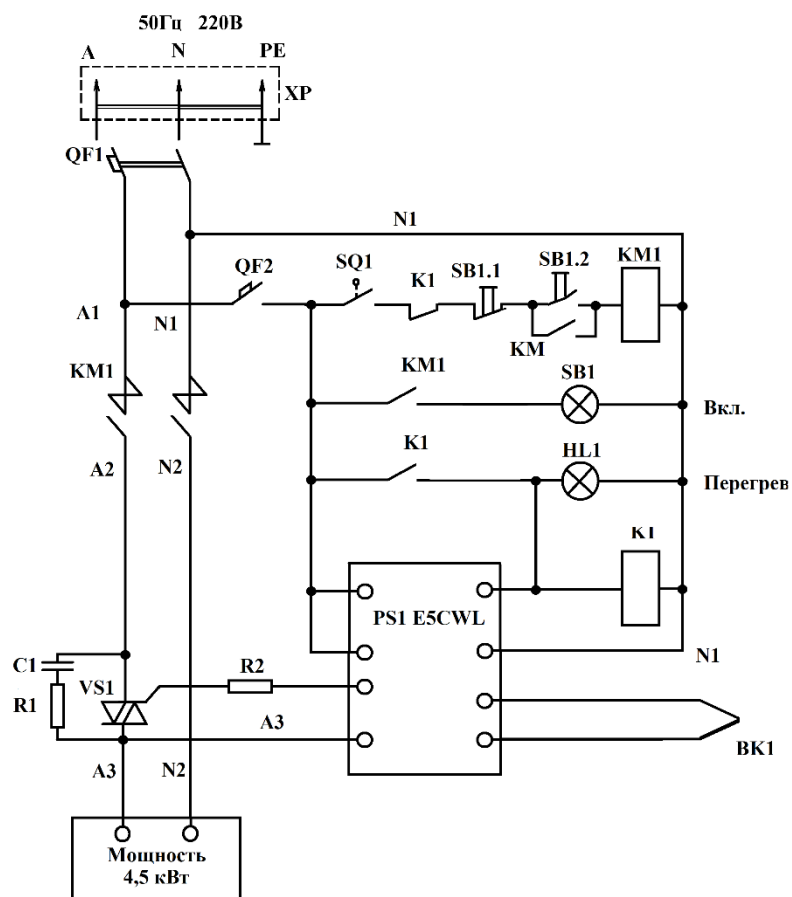 50Гц 220В
A N PE
XP
QF1
N1
QF2 SQ1 K1 SB1.1 SB1.2 KM1
A1 N1
KM
KM1 KM1 SB1
Вкл.
A2 N2 K1 HL1
Перегрев
K1
PS1 E5CWL
N1
C1 VS1 R2
R1
A3
BK1
A3 N2
Мощность
4,5 кВт